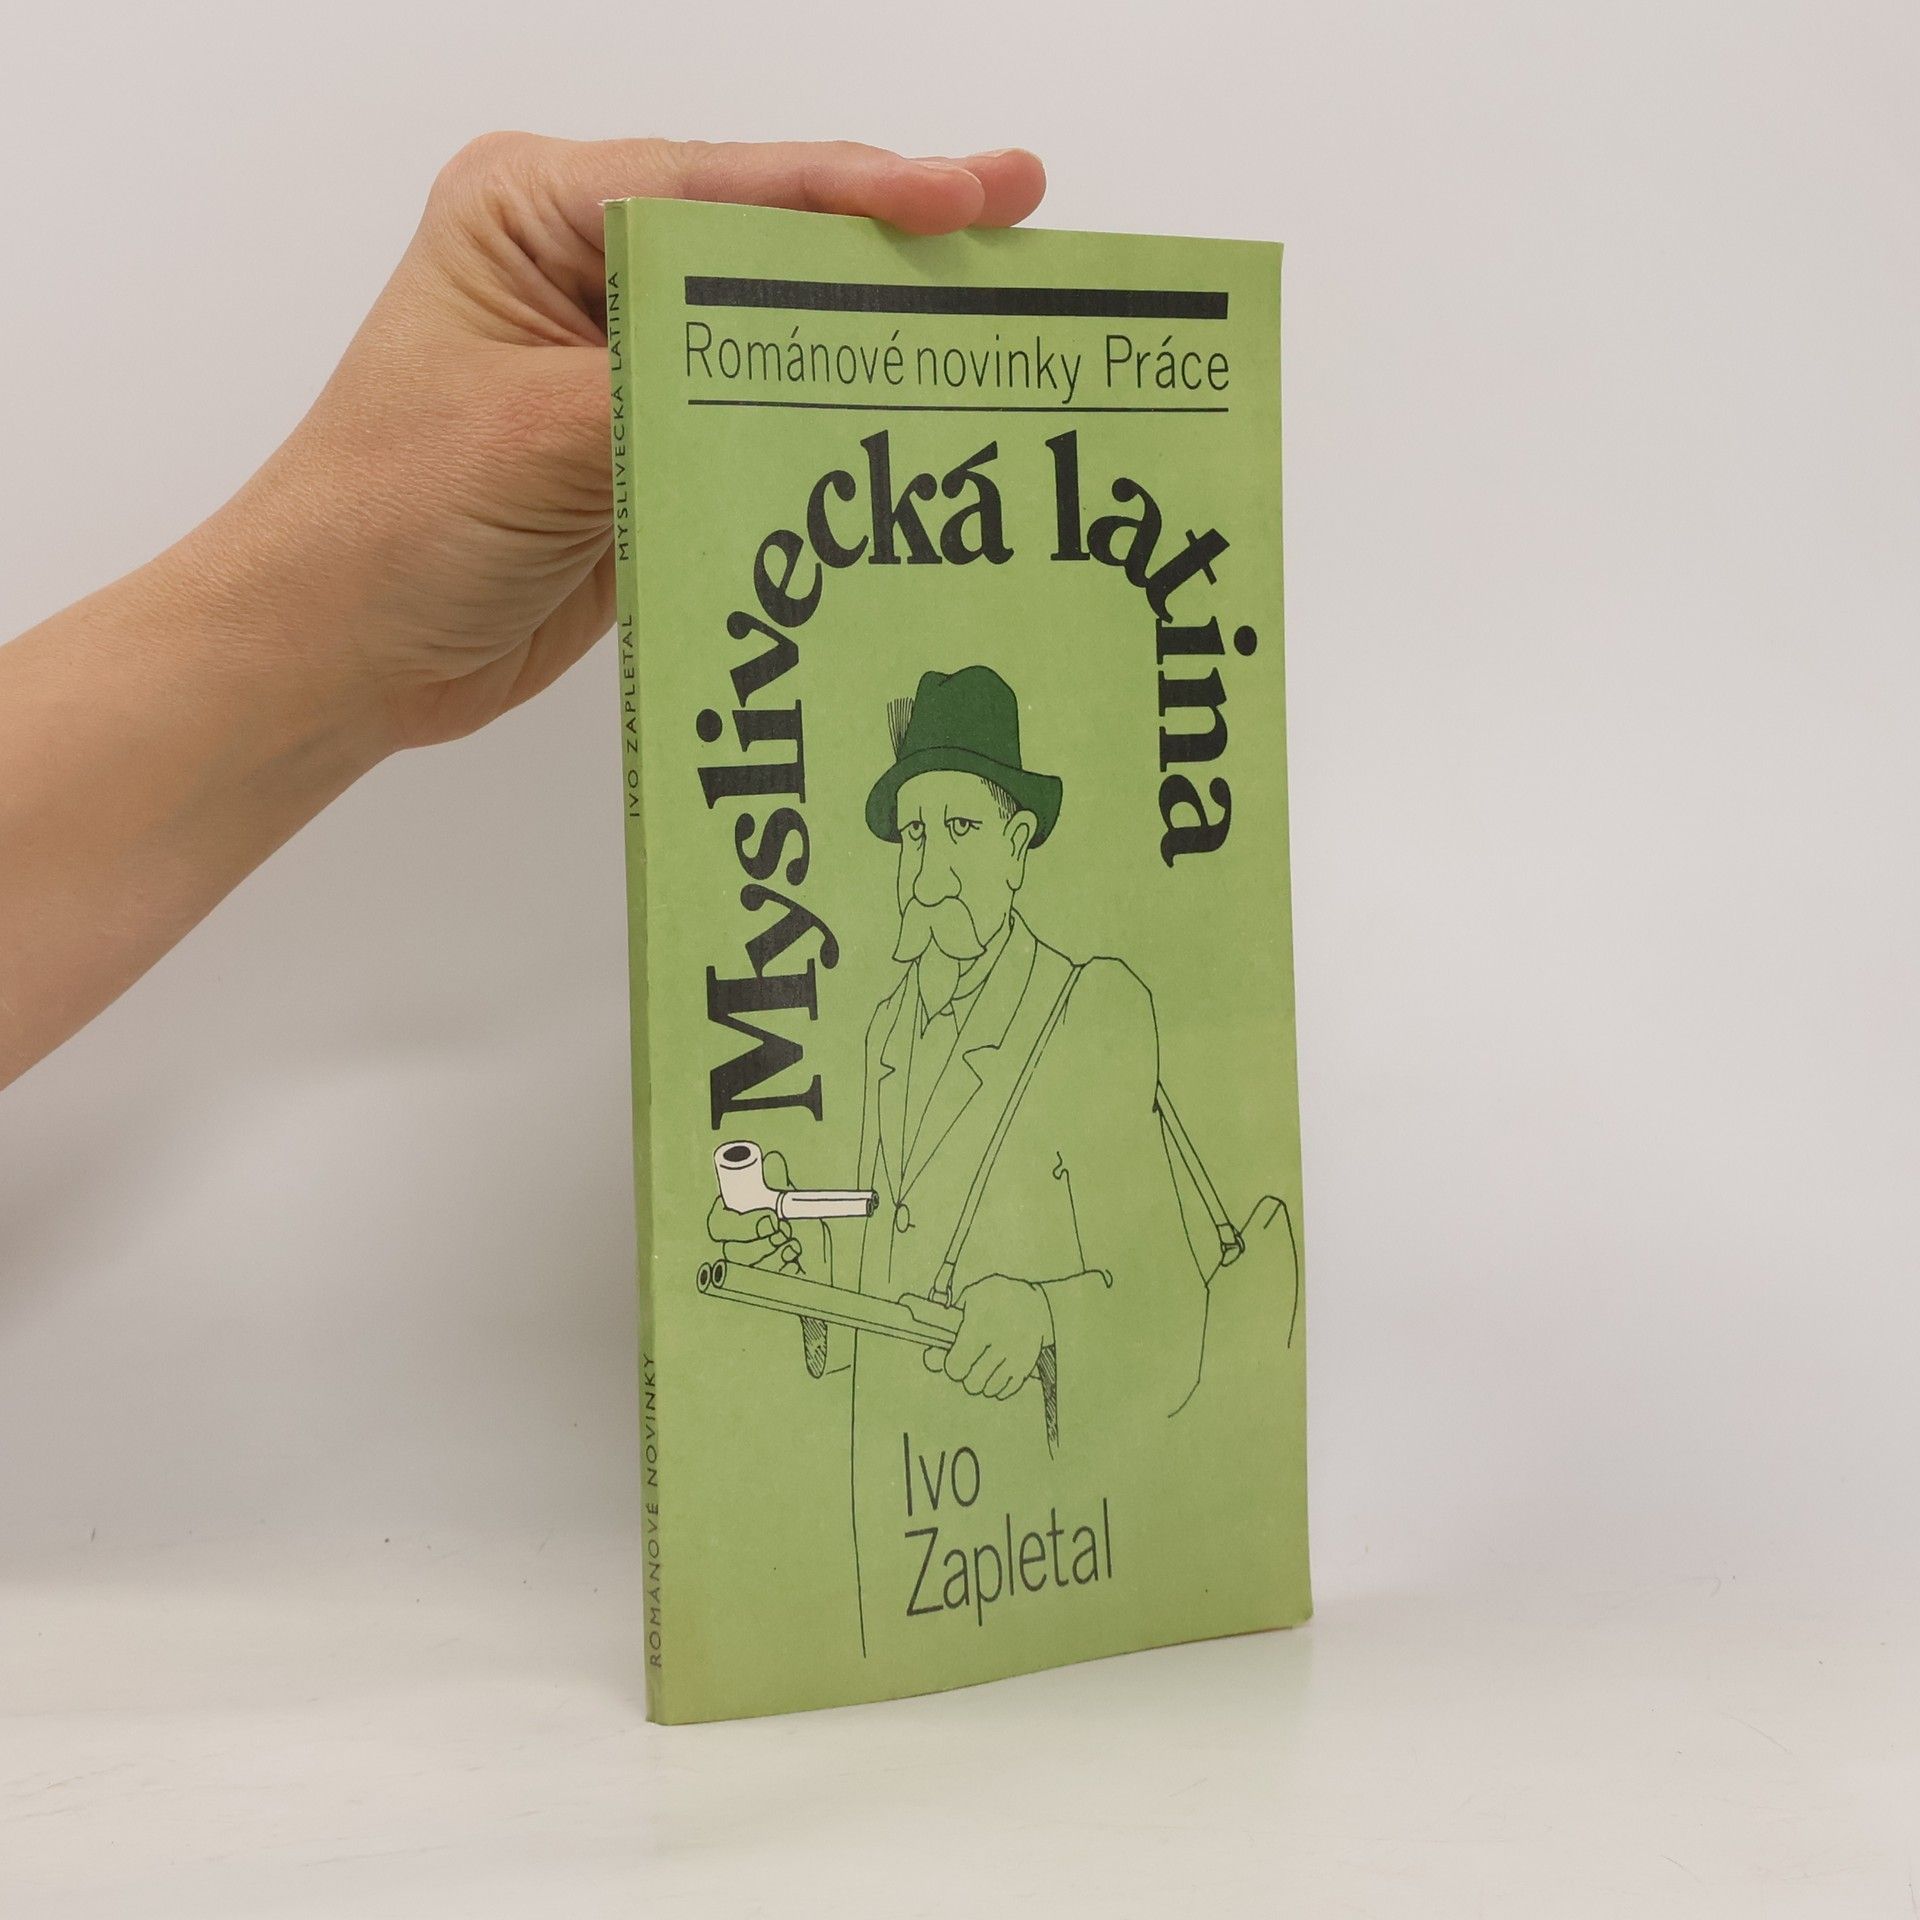 Románové novinky Práce
Myslivecká latina
Ivo
Zapletal
ROMÁNOVÉ NOVINKY IVO ZAPLETAL MYSLIVECKÁ LATINA